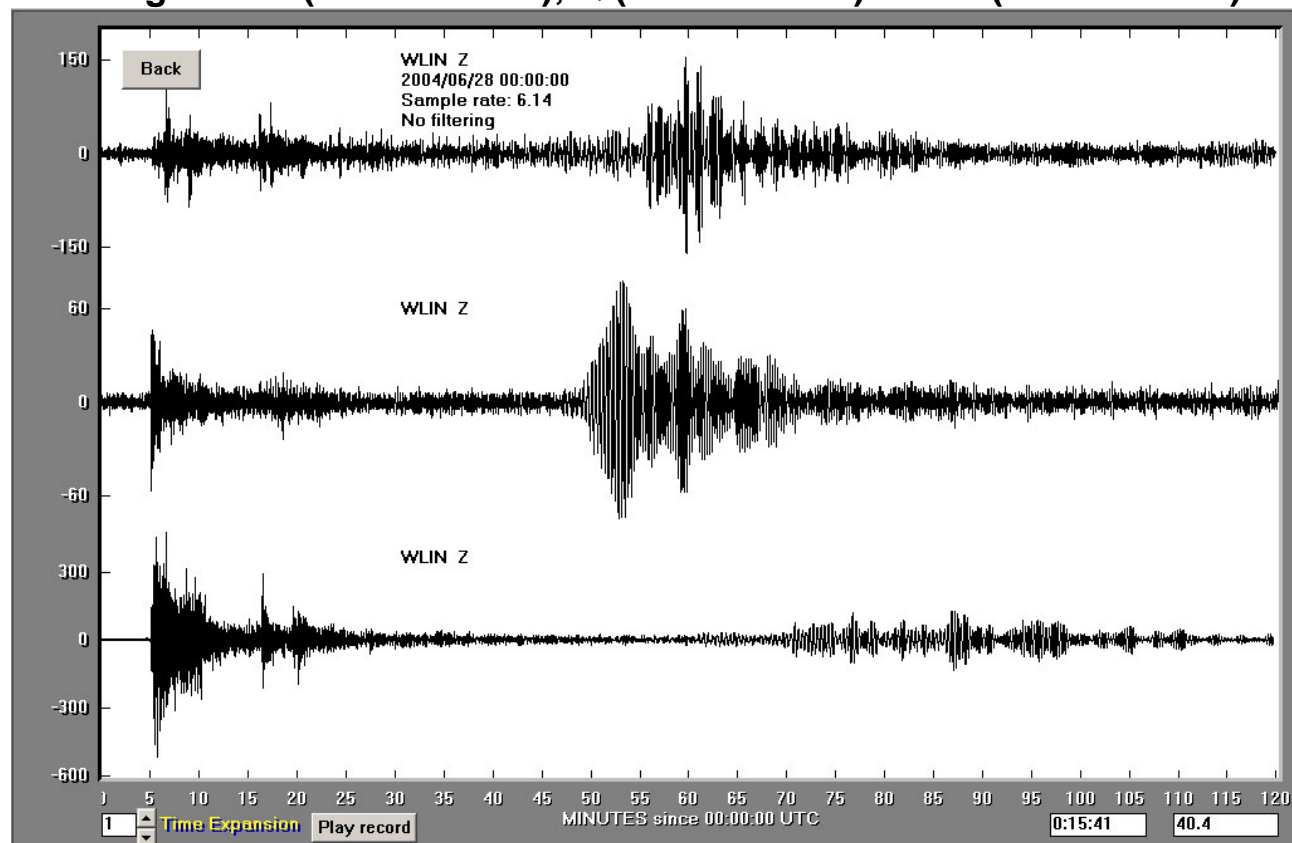 150
Back
WLIN Z
2004/06/28 00:00:00
Sample rate: 6.14
No filtering
0
-150
60
WLIN Z
0
-60
WLIN Z
300
0
-300
-600
5 10 15 20 25 30 35 40 45 50 55 60 65 70 75 80 85 90 95 100 105 110 115 120
1 Time Expansion Play record MINUTES since 00:00:00 UTC 0:15:41 40.4